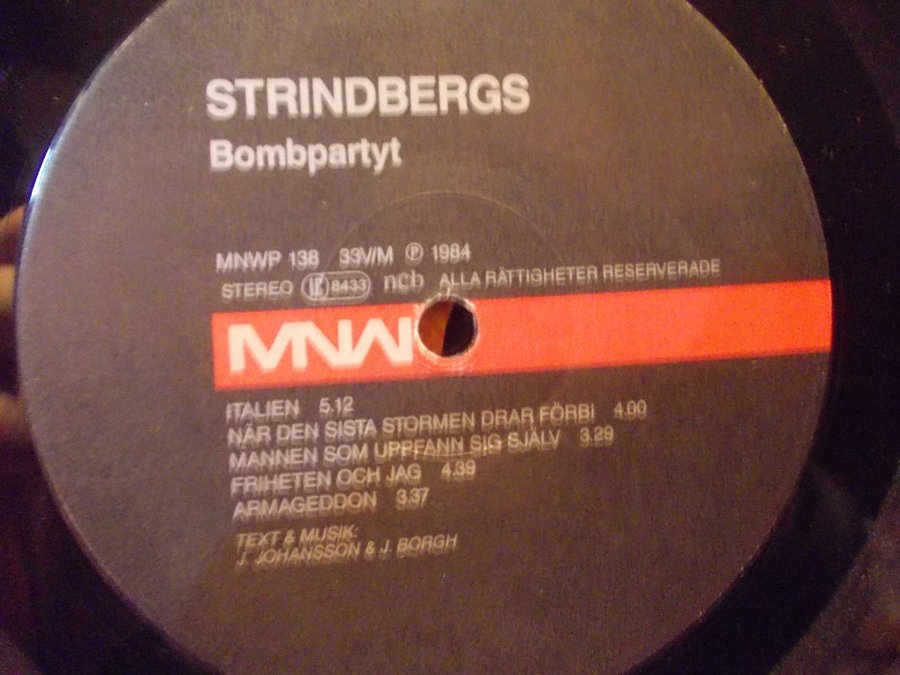 STRINDBERGS
Bombpartyt
MNWP 138 33V/M ℗ 1984
STEREO LC 8433 ncb ALLA RÄTTIGHETER RESERVERADE
MNW
ITALIEN 5.12
NÄR DEN SISTA STORMEN DRAR FÖRBI 4.00
MANNEN SOM UPPFANN SIG SJÄLV 3.29
FRIHETEN OCH JAG 4.39
ARMAGEDDON 3.37
TEXT & MUSIK:
J. JOHANSSON & J. BORGH